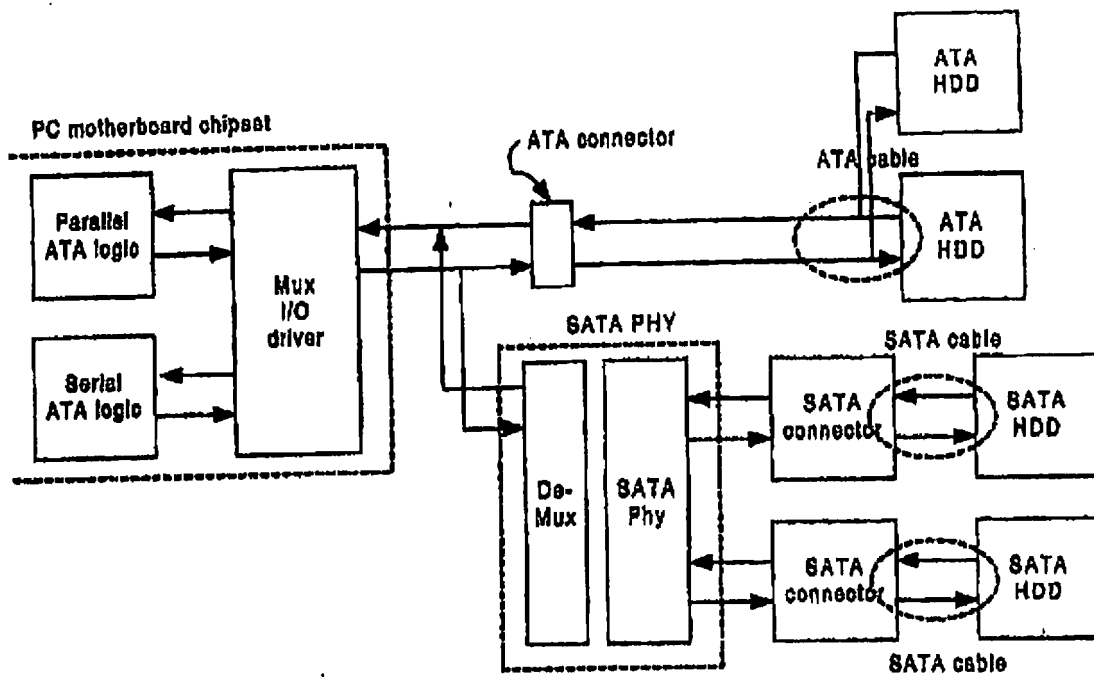 ATA
HDD
PC motherboard chipset
ATA connector
ATA cable
Parallel
ATA logic
Mux
I/O
driver
ATA
HDD
Serial
ATA logic
SATA PHY
SATA cable
SATA
connector
SATA
HDD
De-
Mux
SATA
Phy
SATA
connector
SATA
HDD
SATA cable